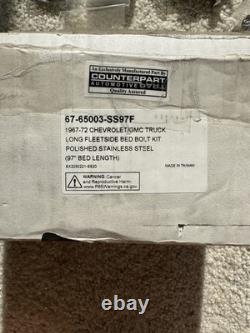 An Exclusively Manufactured Part By
COUNTERPART
AUTOMOTIVE
Quality Assured
67-65003-SS97F
1967-72 CHEVROLET/GMC TRUCK
LONG FLEETSIDE BED BOLT KIT
POLISHED STAINLESS STEEL
(97" BED LENGTH)
MADE IN TAIWAN
WARNING: Cancer
and Reproductive Harm
www.P65Warnings.ca.gov